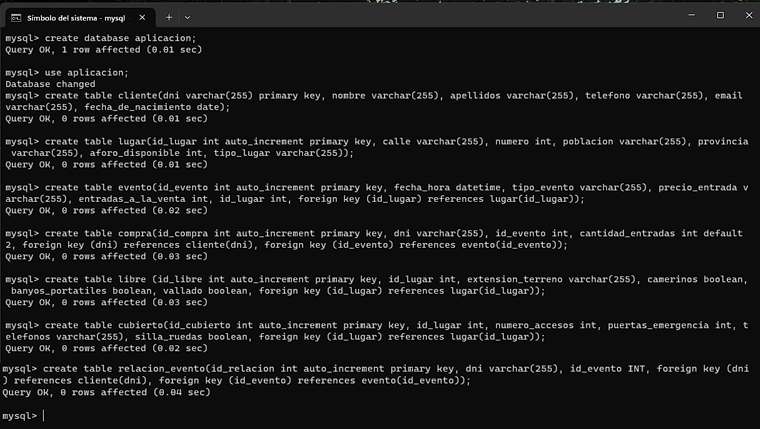 Símbolo del sistema - mysql
mysql> create database aplicacion;
Query OK, 1 row affected (0.01 sec)
mysql> use aplicacion;
Database changed
mysql> create table cliente(dni varchar(255) primary key, nombre varchar(255), apellidos varchar(255), telefono varchar(255), email
varchar(255), fecha_de_nacimiento date);
Query OK, 0 rows affected (0.01 sec)
mysql> create table lugar(id_lugar int auto_increment primary key, calle varchar(255), numero int, poblacion varchar(255), provincia
varchar(255), aforo_disponible int, tipo_lugar varchar(255));
Query OK, 0 rows affected (0.01 sec)
mysql> create table evento(id_evento int auto_increment primary key, fecha_hora datetime, tipo_evento varchar(255), precio_entrada v
archar(255), entradas_a_la_venta int, id_lugar int, foreign key (id_lugar) references lugar(id_lugar));
Query OK, 0 rows affected (0.02 sec)
mysql> create table compra(id_compra int auto_increment primary key, dni varchar(255), id_evento int, cantidad_entradas int default
2, foreign key (dni) references cliente(dni), foreign key (id_evento) references evento(id_evento));
Query OK, 0 rows affected (0.03 sec)
mysql> create table libre (id_libre int auto_increment primary key, id_lugar int, extension_terreno varchar(255), camerinos boolean,
banyos_portatiles boolean, vallado boolean, foreign key (id_lugar) references lugar(id_lugar));
Query OK, 0 rows affected (0.03 sec)
mysql> create table cubierto(id_cubierto int auto_increment primary key, id_lugar int, numero_accesos int, puertas_emergencia int, t
elefonos varchar(255), silla_ruedas boolean, foreign key (id_lugar) references lugar(id_lugar));
Query OK, 0 rows affected (0.02 sec)
mysql> create table relacion_evento(id_relacion int auto_increment primary key, dni varchar(255), id_evento INT, foreign key (dni
) references cliente(dni), foreign key (id_evento) references evento(id_evento));
Query OK, 0 rows affected (0.04 sec)
mysql>